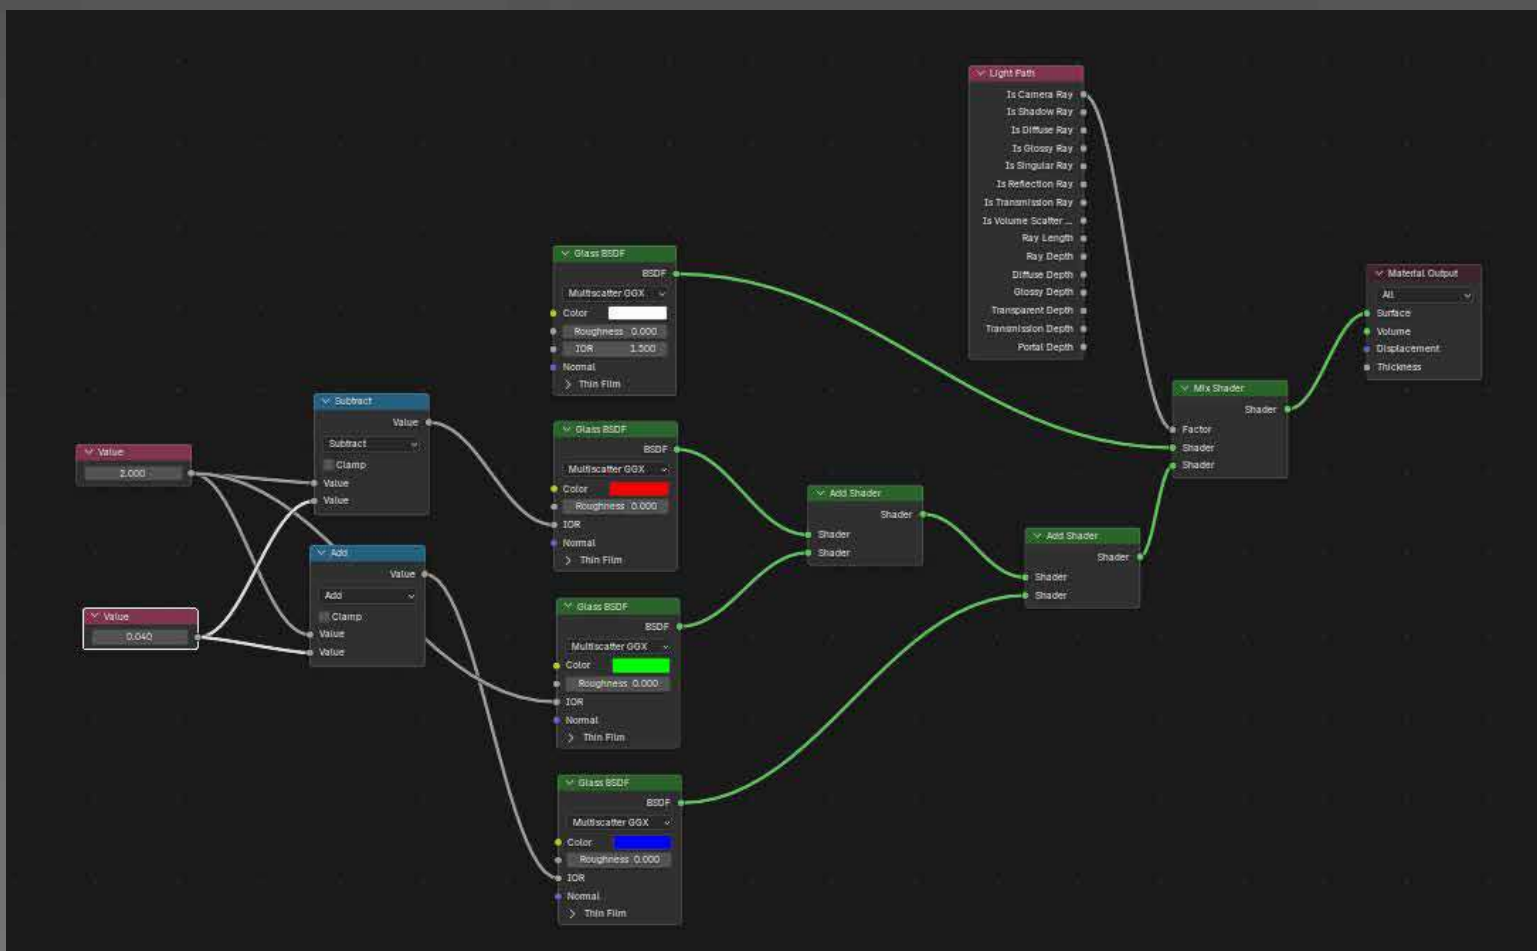 Light Path
Is Camera Ray
Is Shadow Ray
Is Diffuse Ray
Is Glossy Ray
Is Singular Ray
Is Reflection Ray
Is Transmission Ray
Is Volume Scatter ...
Ray Length
Ray Depth
Diffuse Depth
Glossy Depth
Transparent Depth
Transmission Depth
Portal Depth
Glass BSDF
BSDF
Multiscatter GGX
Color
Roughness 0.000
IOR 1.500
Normal
Thin Film
Material Output
All
Surface
Volume
Displacement
Thickness
Mix Shader
Shader
Factor
Shader
Shader
Subtract
Value
Subtract
Clamp
Value
Value
Value
2.000
Glass BSDF
BSDF
Multiscatter GGX
Color
Roughness 0.000
IOR
Normal
Thin Film
Add Shader
Shader
Shader
Shader
Add Shader
Shader
Shader
Shader
Add
Value
Add
Clamp
Value
Value
Value
0.040
Glass BSDF
BSDF
Multiscatter GGX
Color
Roughness 0.000
IOR
Normal
Thin Film
Glass BSDF
BSDF
Multiscatter GGX
Color
Roughness 0.000
IOR
Normal
Thin Film